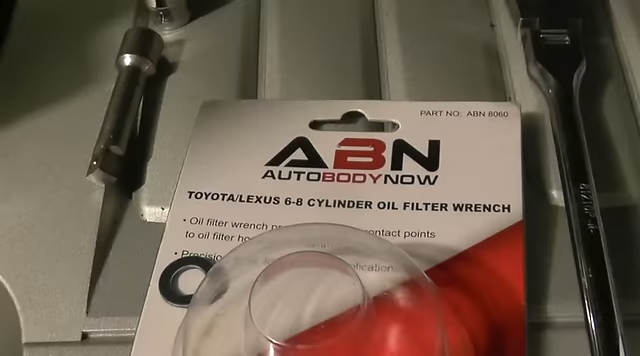 PART NO: ABN 8060
ABN
AUTOBODYNOW
TOYOTA/LEXUS 6-8 CYLINDER OIL FILTER WRENCH
• Oil filter wrench contact points
to oil filter
•